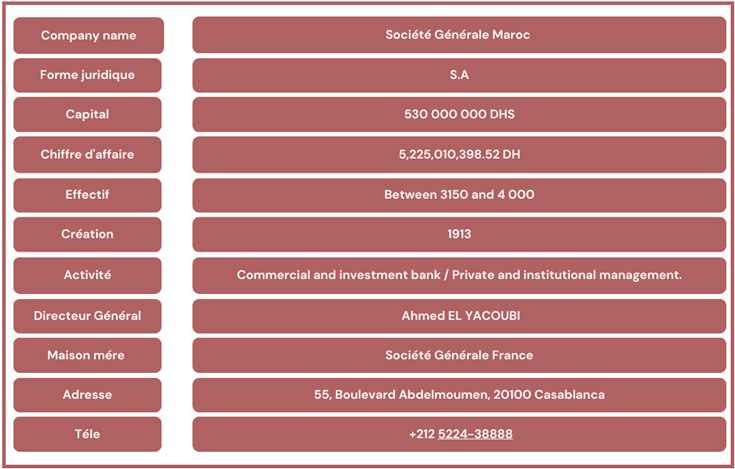 Company name Société Générale Maroc
Forme juridique S.A
Capital 530 000 000 DHS
Chiffre d'affaire 5,225,010,398.52 DH
Effectif Between 3150 and 4 000
Création 1913
Activité Commercial and investment bank / Private and institutional management.
Directeur Général Ahmed EL YACOUBI
Maison mére Société Générale France
Adresse 55, Boulevard Abdelmoumen, 20100 Casablanca
Téle +212 5224-38888